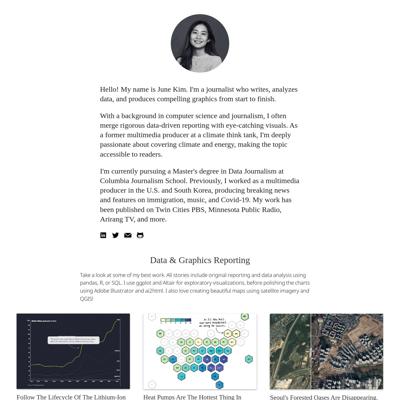 Hello! My name is June Kim. I'm a journalist who writes, analyzes
data, and produces compelling graphics from start to finish.
With a background in computer science and journalism, I often
merge rigorous data-driven reporting with eye-catching visuals. As
a former multimedia producer at a climate think tank, I'm deeply
passionate about covering climate and energy, making the topic
accessible to readers.
I'm currently pursuing a Master's degree in Data Journalism at
Columbia Journalism School. Previously, I worked as a multimedia
producer in the U.S. and South Korea, producing breaking news
and features on immigration, music, and Covid-19. My work has
been published on Twin Cities PBS, Minnesota Public Radio,
Arirang TV, and more.
Data & Graphics Reporting
Take a look at some of my best work. All stories include original reporting and data analysis using
pandas, R, or SQL. I use ggplot and Altair for exploratory visualizations, before polishing the charts
using Adobe Illustrator and ai2html. I also love creating beautiful maps using satellite imagery and
QGIS!
Follow The Lifecycle Of The Lithium-Ion
Heat Pumps Are The Hottest Thing In
Seoul's Forested Oases Are Disappearing.